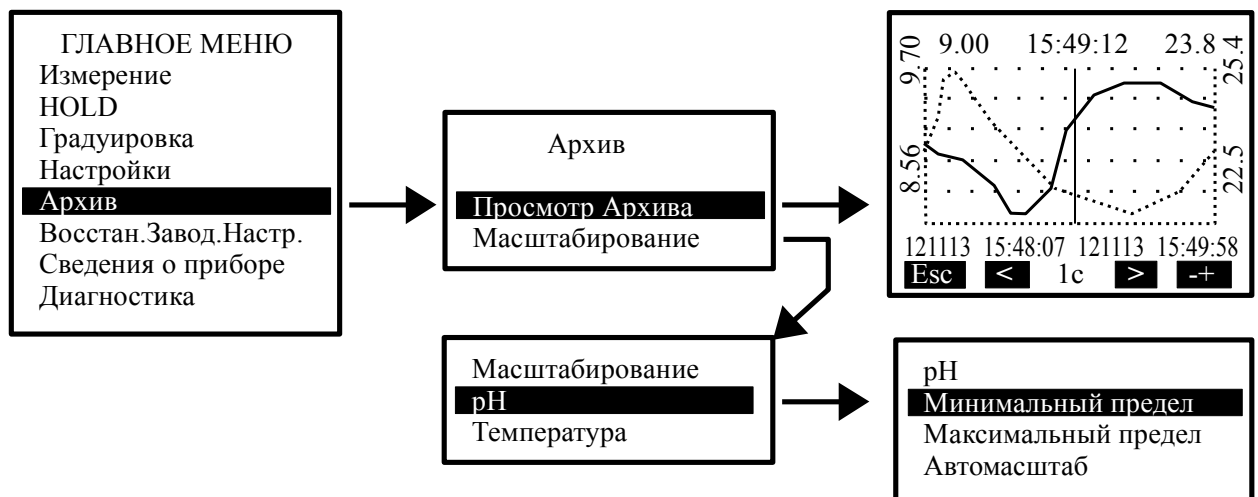 ГЛАВНОЕ МЕНЮ
Измерение
HOLD
Градуировка
Настройки
Архив
Восстан.Завод.Настр.
Сведения о приборе
Диагностика
Архив
Просмотр Архива
Масштабирование
9.00 15:49:12 23.8
9.70
8.56
25.4
22.5
121113 15:48:07 121113 15:49:58
Esc < 1с > -+
Масштабирование
pH
Температура
pH
Минимальный предел
Максимальный предел
Автомасштаб